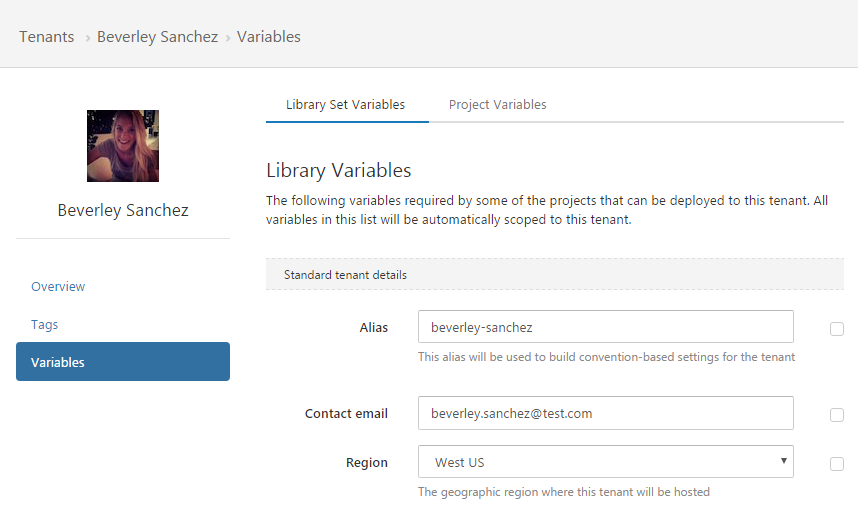 Tenants › Beverley Sanchez › Variables
Library Set Variables Project Variables
Beverley Sanchez
Overview
Tags
Variables
Library Variables
The following variables required by some of the projects that can be deployed to this tenant. All
variables in this list will be automatically scoped to this tenant.
Standard tenant details
Alias beverley-sanchez
This alias will be used to build convention-based settings for the tenant
Contact email beverley.sanchez@test.com
Region West US
The geographic region where this tenant will be hosted